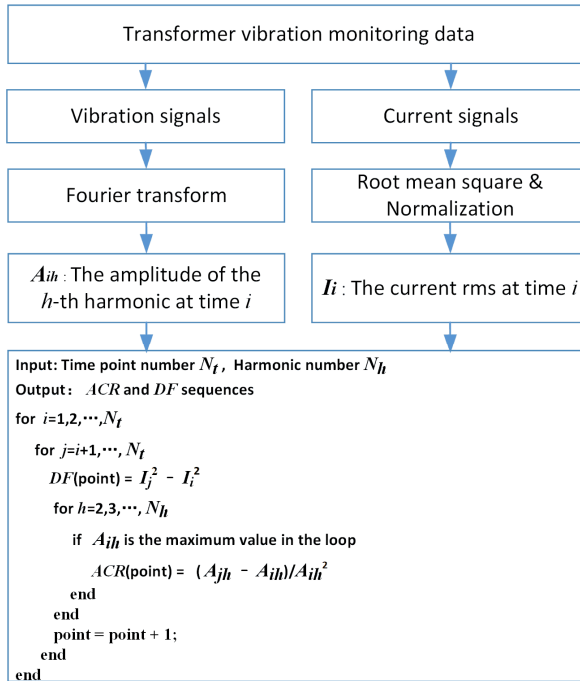 Transformer vibration monitoring data
Vibration signals
Current signals
Fourier transform
Root mean square &
Normalization
Aih : The amplitude of the
h-th harmonic at time i
Ii : The current rms at time i
Input: Time point number Nt, Harmonic number Nh
Output: ACR and DF sequences
for i=1,2,⋯,Nt
for j=i+1,⋯, Nt
DF(point) = Ij² - Ii²
for h=2,3,⋯, Nh
if Aih is the maximum value in the loop
ACR(point) = (Ajh - Aih)/Aih²
end
end
point = point + 1;
end
end